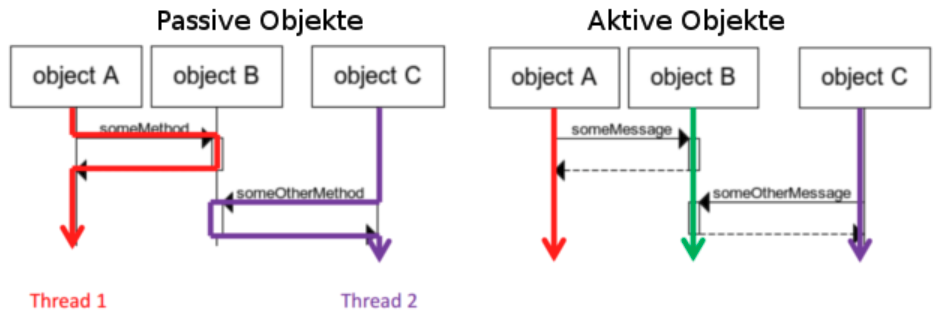 Passive Objekte
Aktive Objekte
object A
object B
object C
object A
object B
object C
someMethod
someMessage
someOtherMethod
someOtherMessage
Thread 1
Thread 2